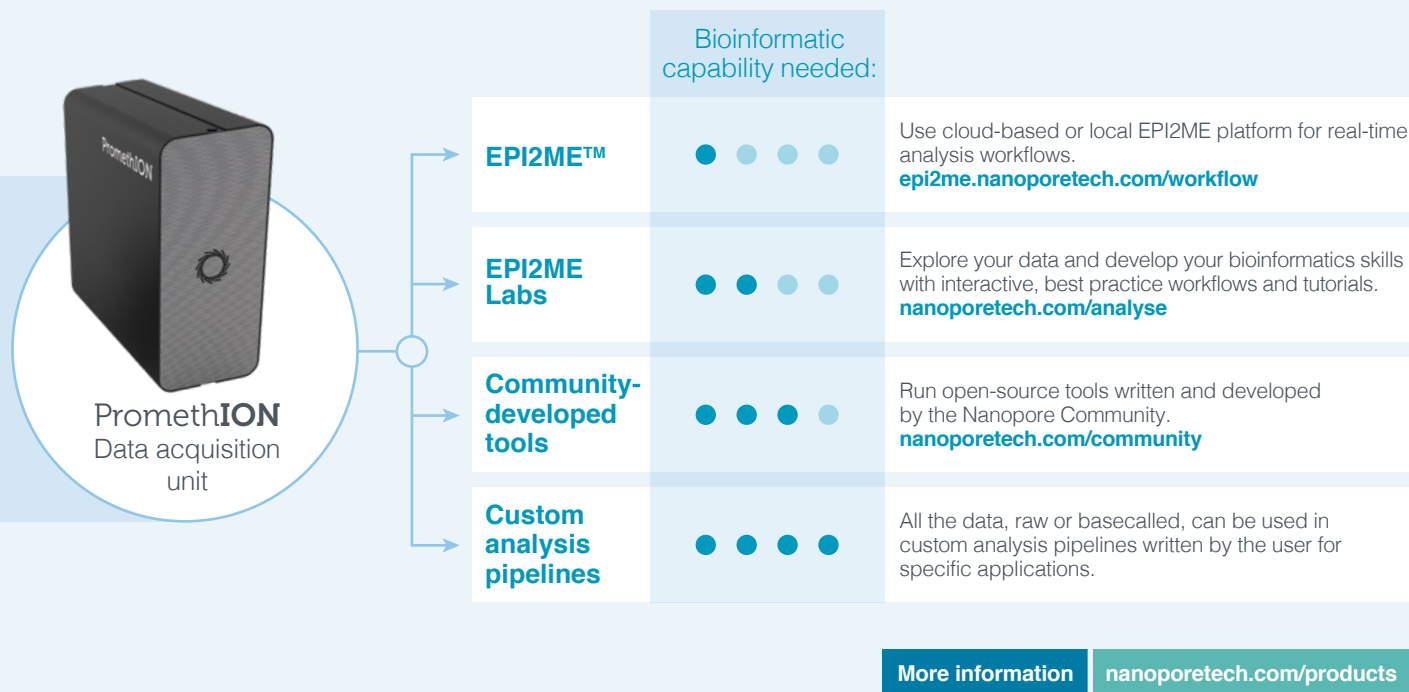 Bioinformatic
capability needed:
PromethION
PromethION
Data acquisition
unit
EPI2ME™
Use cloud-based or local EPI2ME platform for real-time
analysis workflows.
epi2me.nanoporetech.com/workflow
EPI2ME
Labs
Explore your data and develop your bioinformatics skills
with interactive, best practice workflows and tutorials.
nanoporetech.com/analyse
Community-
developed
tools
Run open-source tools written and developed
by the Nanopore Community.
nanoporetech.com/community
Custom
analysis
pipelines
All the data, raw or basecalled, can be used in
custom analysis pipelines written by the user for
specific applications.
More information
nanoporetech.com/products